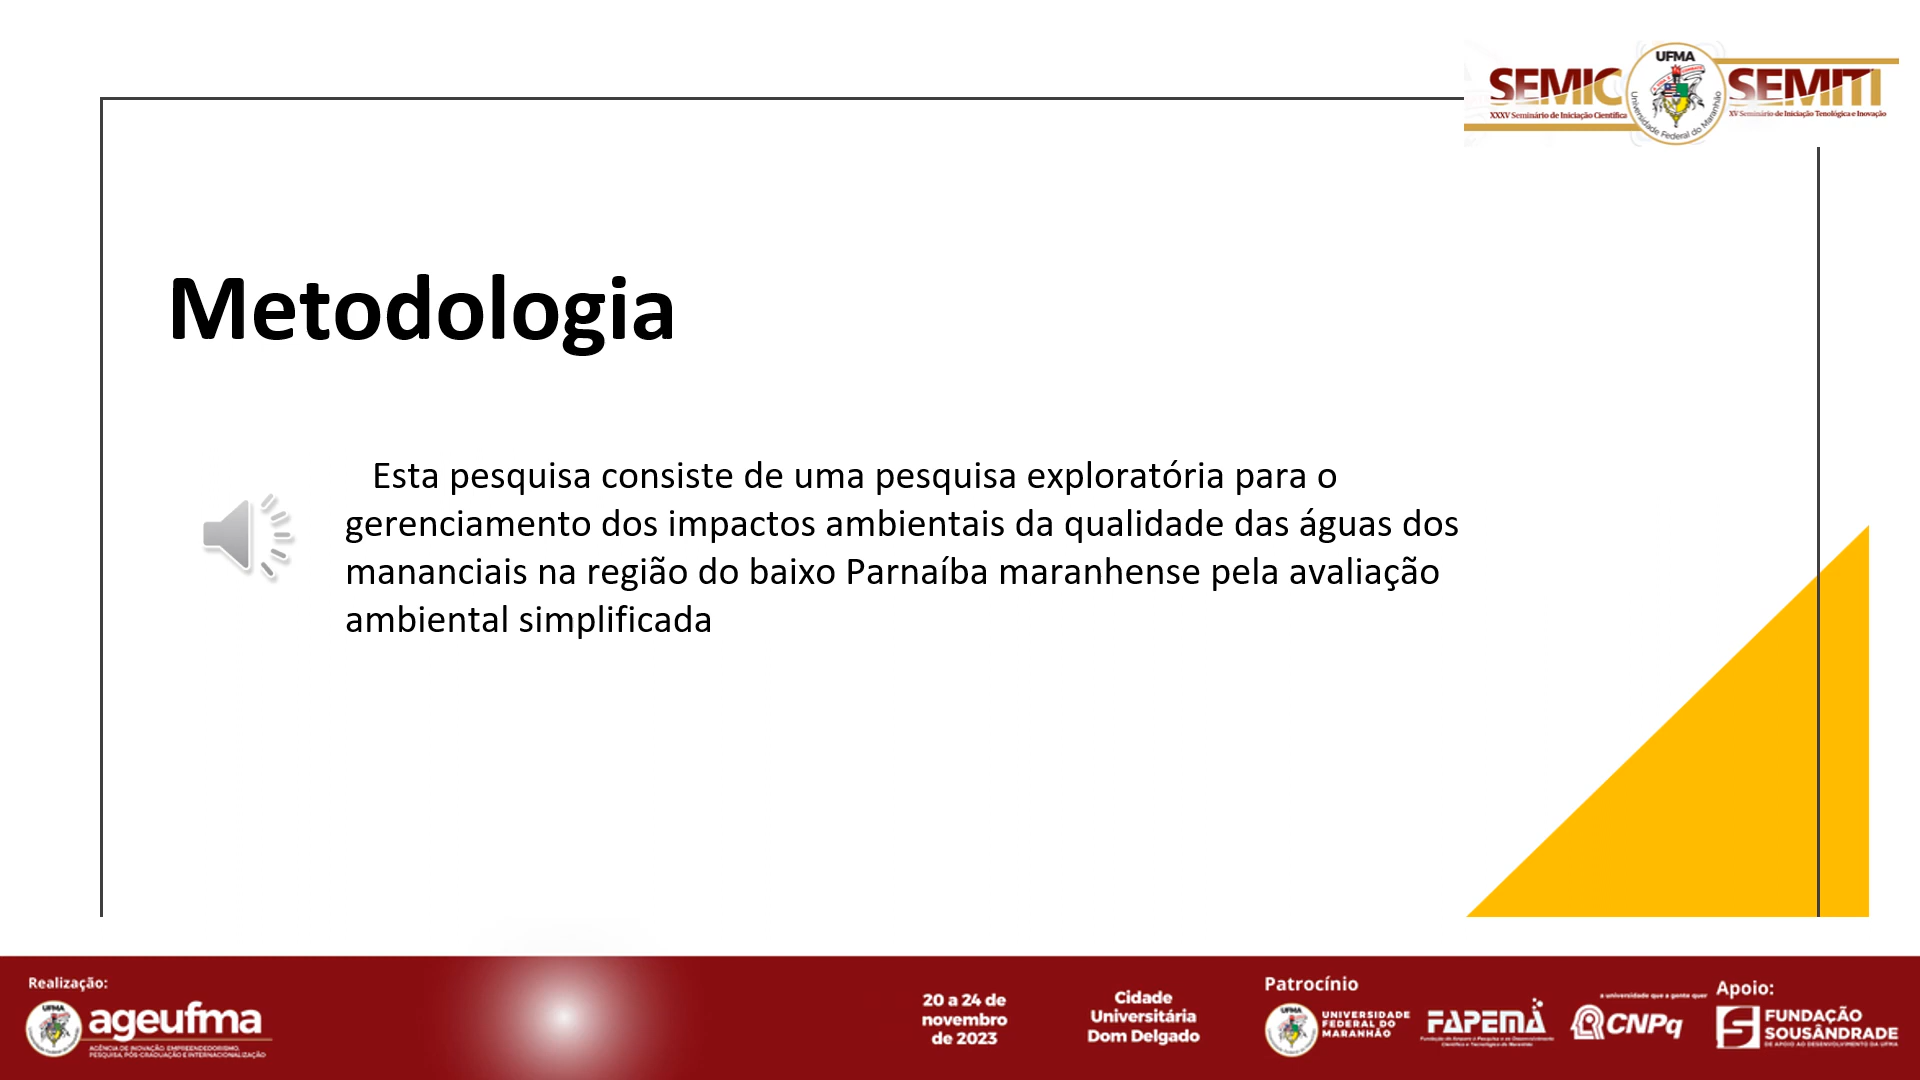 UFMA
SEMIC
SEMITI
XXXV Seminário de Iniciação Científica
XV Seminário de Iniciação Tenológica e Inovação
Universidade Federal do Maranhão
Metodologia
Esta pesquisa consiste de uma pesquisa exploratória para o
gerenciamento dos impactos ambientais da qualidade das águas dos
mananciais na região do baixo Parnaíba maranhense pela avaliação
ambiental simplificada
Realização:
UFMA
ageufma
AGÊNCIA DE INOVAÇÃO, EMPREENDEDORISMO,
PESQUISA, PÓS-GRADUAÇÃO E INTERNACIONALIZAÇÃO
20 a 24 de
novembro
de 2023
Cidade
Universitária
Dom Delgado
Patrocínio
UFMA
UNIVERSIDADE
FEDERAL DO
MARANHÃO
FAPEMA
Fundação de Amparo à Pesquisa e ao Desenvolvimento
Científico e Tecnológico do Maranhão
a universidade que a gente quer
CNPq
Apoio:
FUNDAÇÃO
SOUSÂNDRADE
DE APOIO AO DESENVOLVIMENTO DA UFMA